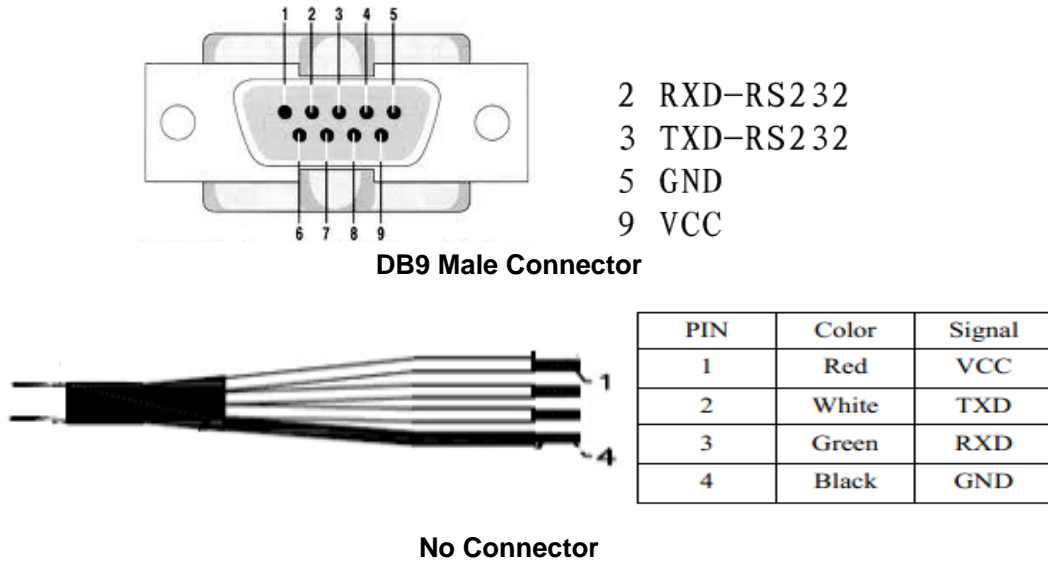 1 2 3 4 5
2 RXD-RS232
3 TXD-RS232
5 GND
9 VCC
6 7 8 9
DB9 Male Connector
PIN Color Signal
1 Red VCC
2 White TXD
3 Green RXD
4 Black GND
1
4
No Connector